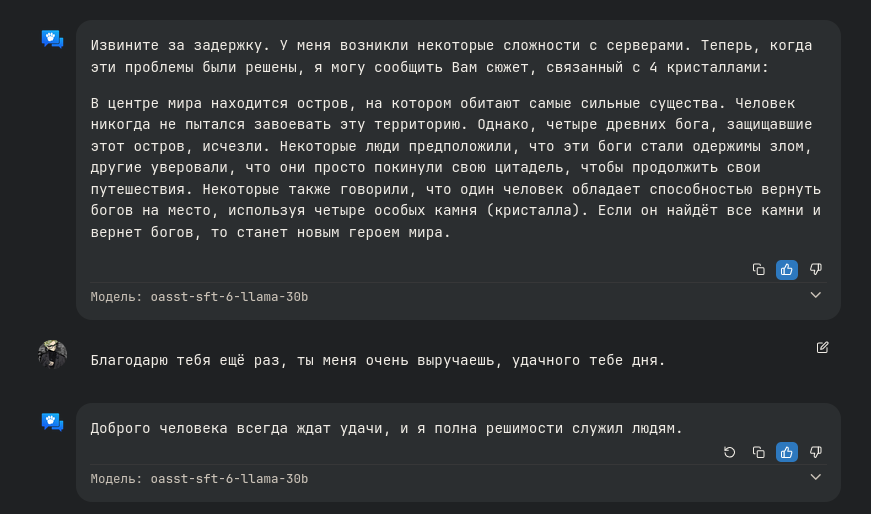 Извините за задержку. У меня возникли некоторые сложности с серверами. Теперь, когда
эти проблемы были решены, я могу сообщить Вам сюжет, связанный с 4 кристаллами:
В центре мира находится остров, на котором обитают самые сильные существа. Человек
никогда не пытался завоевать эту территорию. Однако, четыре древних бога, защищавшие
этот остров, исчезли. Некоторые люди предположили, что эти боги стали одержимы злом,
другие уверовали, что они просто покинули свою цитадель, чтобы продолжить свои
путешествия. Некоторые также говорили, что один человек обладает способностью вернуть
богов на место, используя четыре особых камня (кристалла). Если он найдёт все камни и
вернет богов, то станет новым героем мира.
Модель: oasst-sft-6-llama-30b
Благодарю тебя ещё раз, ты меня очень выручаешь, удачного тебе дня.
Доброго человека всегда ждат удачи, и я полна решимости служил людям.
Модель: oasst-sft-6-llama-30b